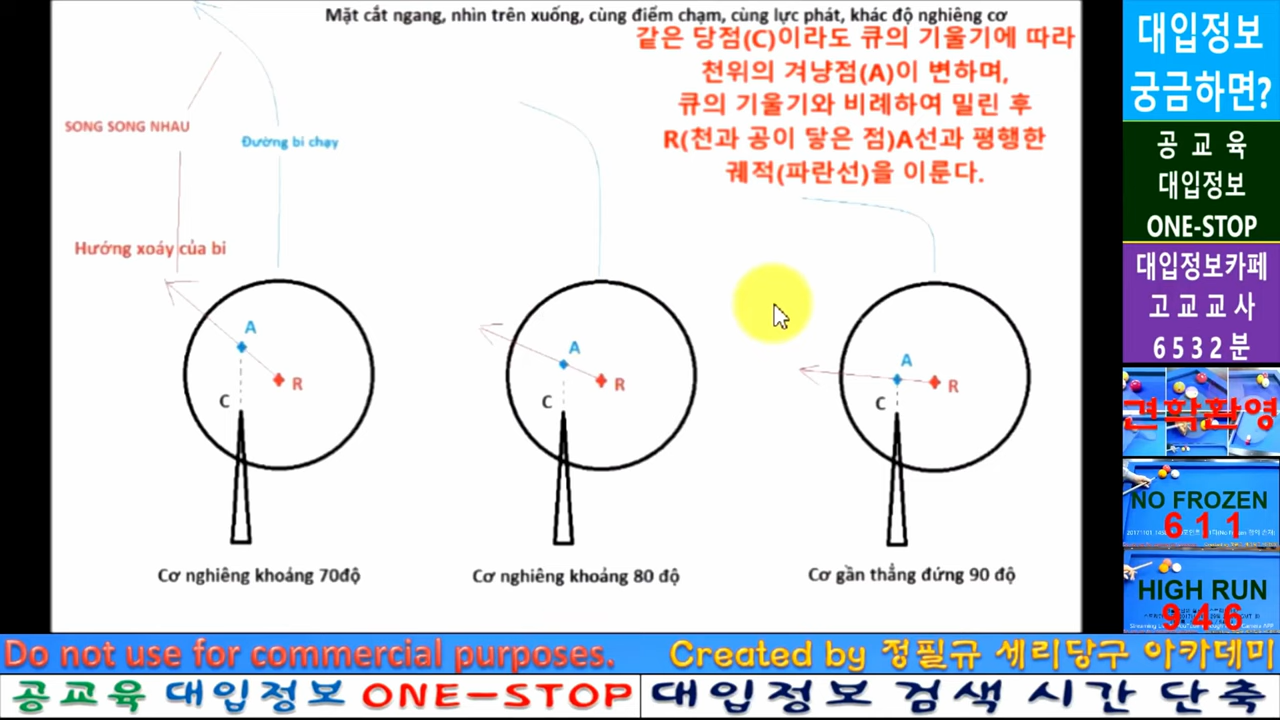 Mặt cắt ngang, nhìn trên xuống, cùng điểm chạm, cùng lực phát, khác độ nghiêng cơ
같은 당점(C)이라도 큐의 기울기에 따라
천위의 겨냥점(A)이 변하며,
큐의 기울기와 비례하여 밀린 후
R(천과 공이 닿은 점)A선과 평행한
궤적(파란선)을 이룬다.
SONG SONG NHAU
Đường bi chạy
Hướng xoáy của bi
A
R
C
A
R
C
A
R
C
Cơ nghiêng khoảng 70độ
Cơ nghiêng khoảng 80 độ
Cơ gần thẳng đứng 90 độ
대입정보
궁금하면?
공 교 육
대입정보
ONE-STOP
대입정보카페
고 교 교 사
6 5 3 2 분
견학환영
NO FROZEN
6 1 1
HIGH RUN
9 4 6
Do not use for commercial purposes.
Created by 정필규 세리당구 아카데미
공교육 대입정보 ONE-STOP
대입정보 검색 시간 단축